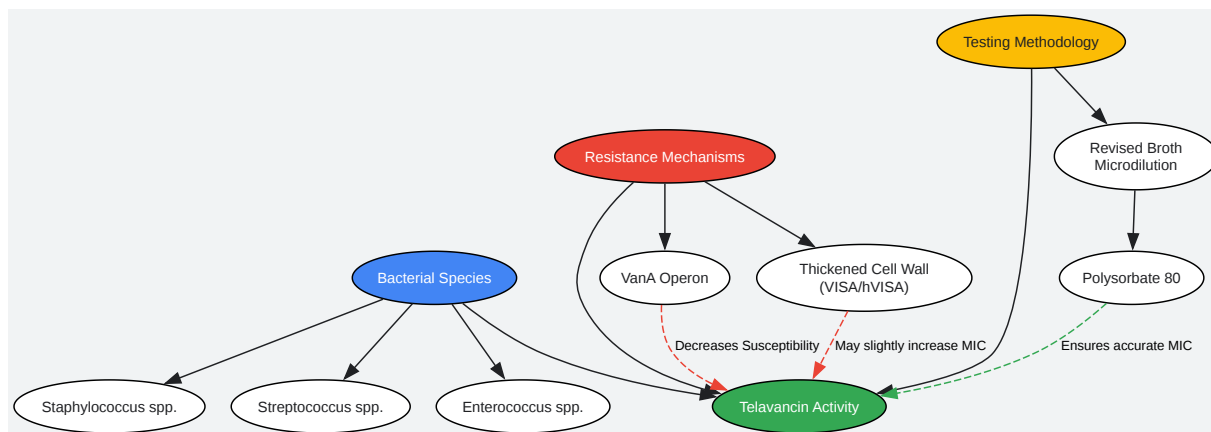 Testing Methodology
Resistance Mechanisms
Revised Broth
Microdilution
Bacterial Species
VanA Operon
Thickened Cell Wall
(VISA/hVISA)
Polysorbate 80
Decreases Susceptibility
May slightly increase MIC
Ensures accurate MIC
Staphylococcus spp.
Streptococcus spp.
Enterococcus spp.
Telavancin Activity